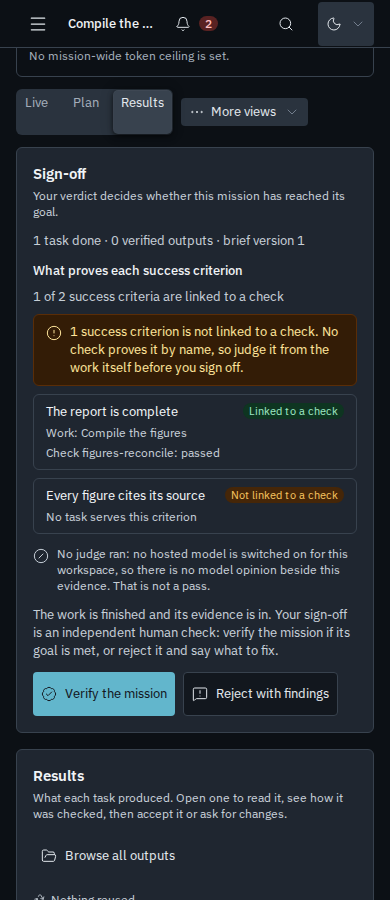 Compile the ...
2
No mission-wide token ceiling is set.
Live
Plan
Results
More views
Sign-off
Your verdict decides whether this mission has reached its
goal.
1 task done · 0 verified outputs · brief version 1
What proves each success criterion
1 of 2 success criteria are linked to a check
1 success criterion is not linked to a check. No
check proves it by name, so judge it from the
work itself before you sign off.
The report is complete
Linked to a check
Work: Compile the figures
Check figures-reconcile: passed
Every figure cites its source
Not linked to a check
No task serves this criterion
No judge ran: no hosted model is switched on for this
workspace, so there is no model opinion beside this
evidence. That is not a pass.
The work is finished and its evidence is in. Your sign-off
is an independent human check: verify the mission if its
goal is met, or reject it and say what to fix.
Verify the mission
Reject with findings
Results
What each task produced. Open one to read it, see how it
was checked, then accept it or ask for changes.
Browse all outputs
Nothing reused